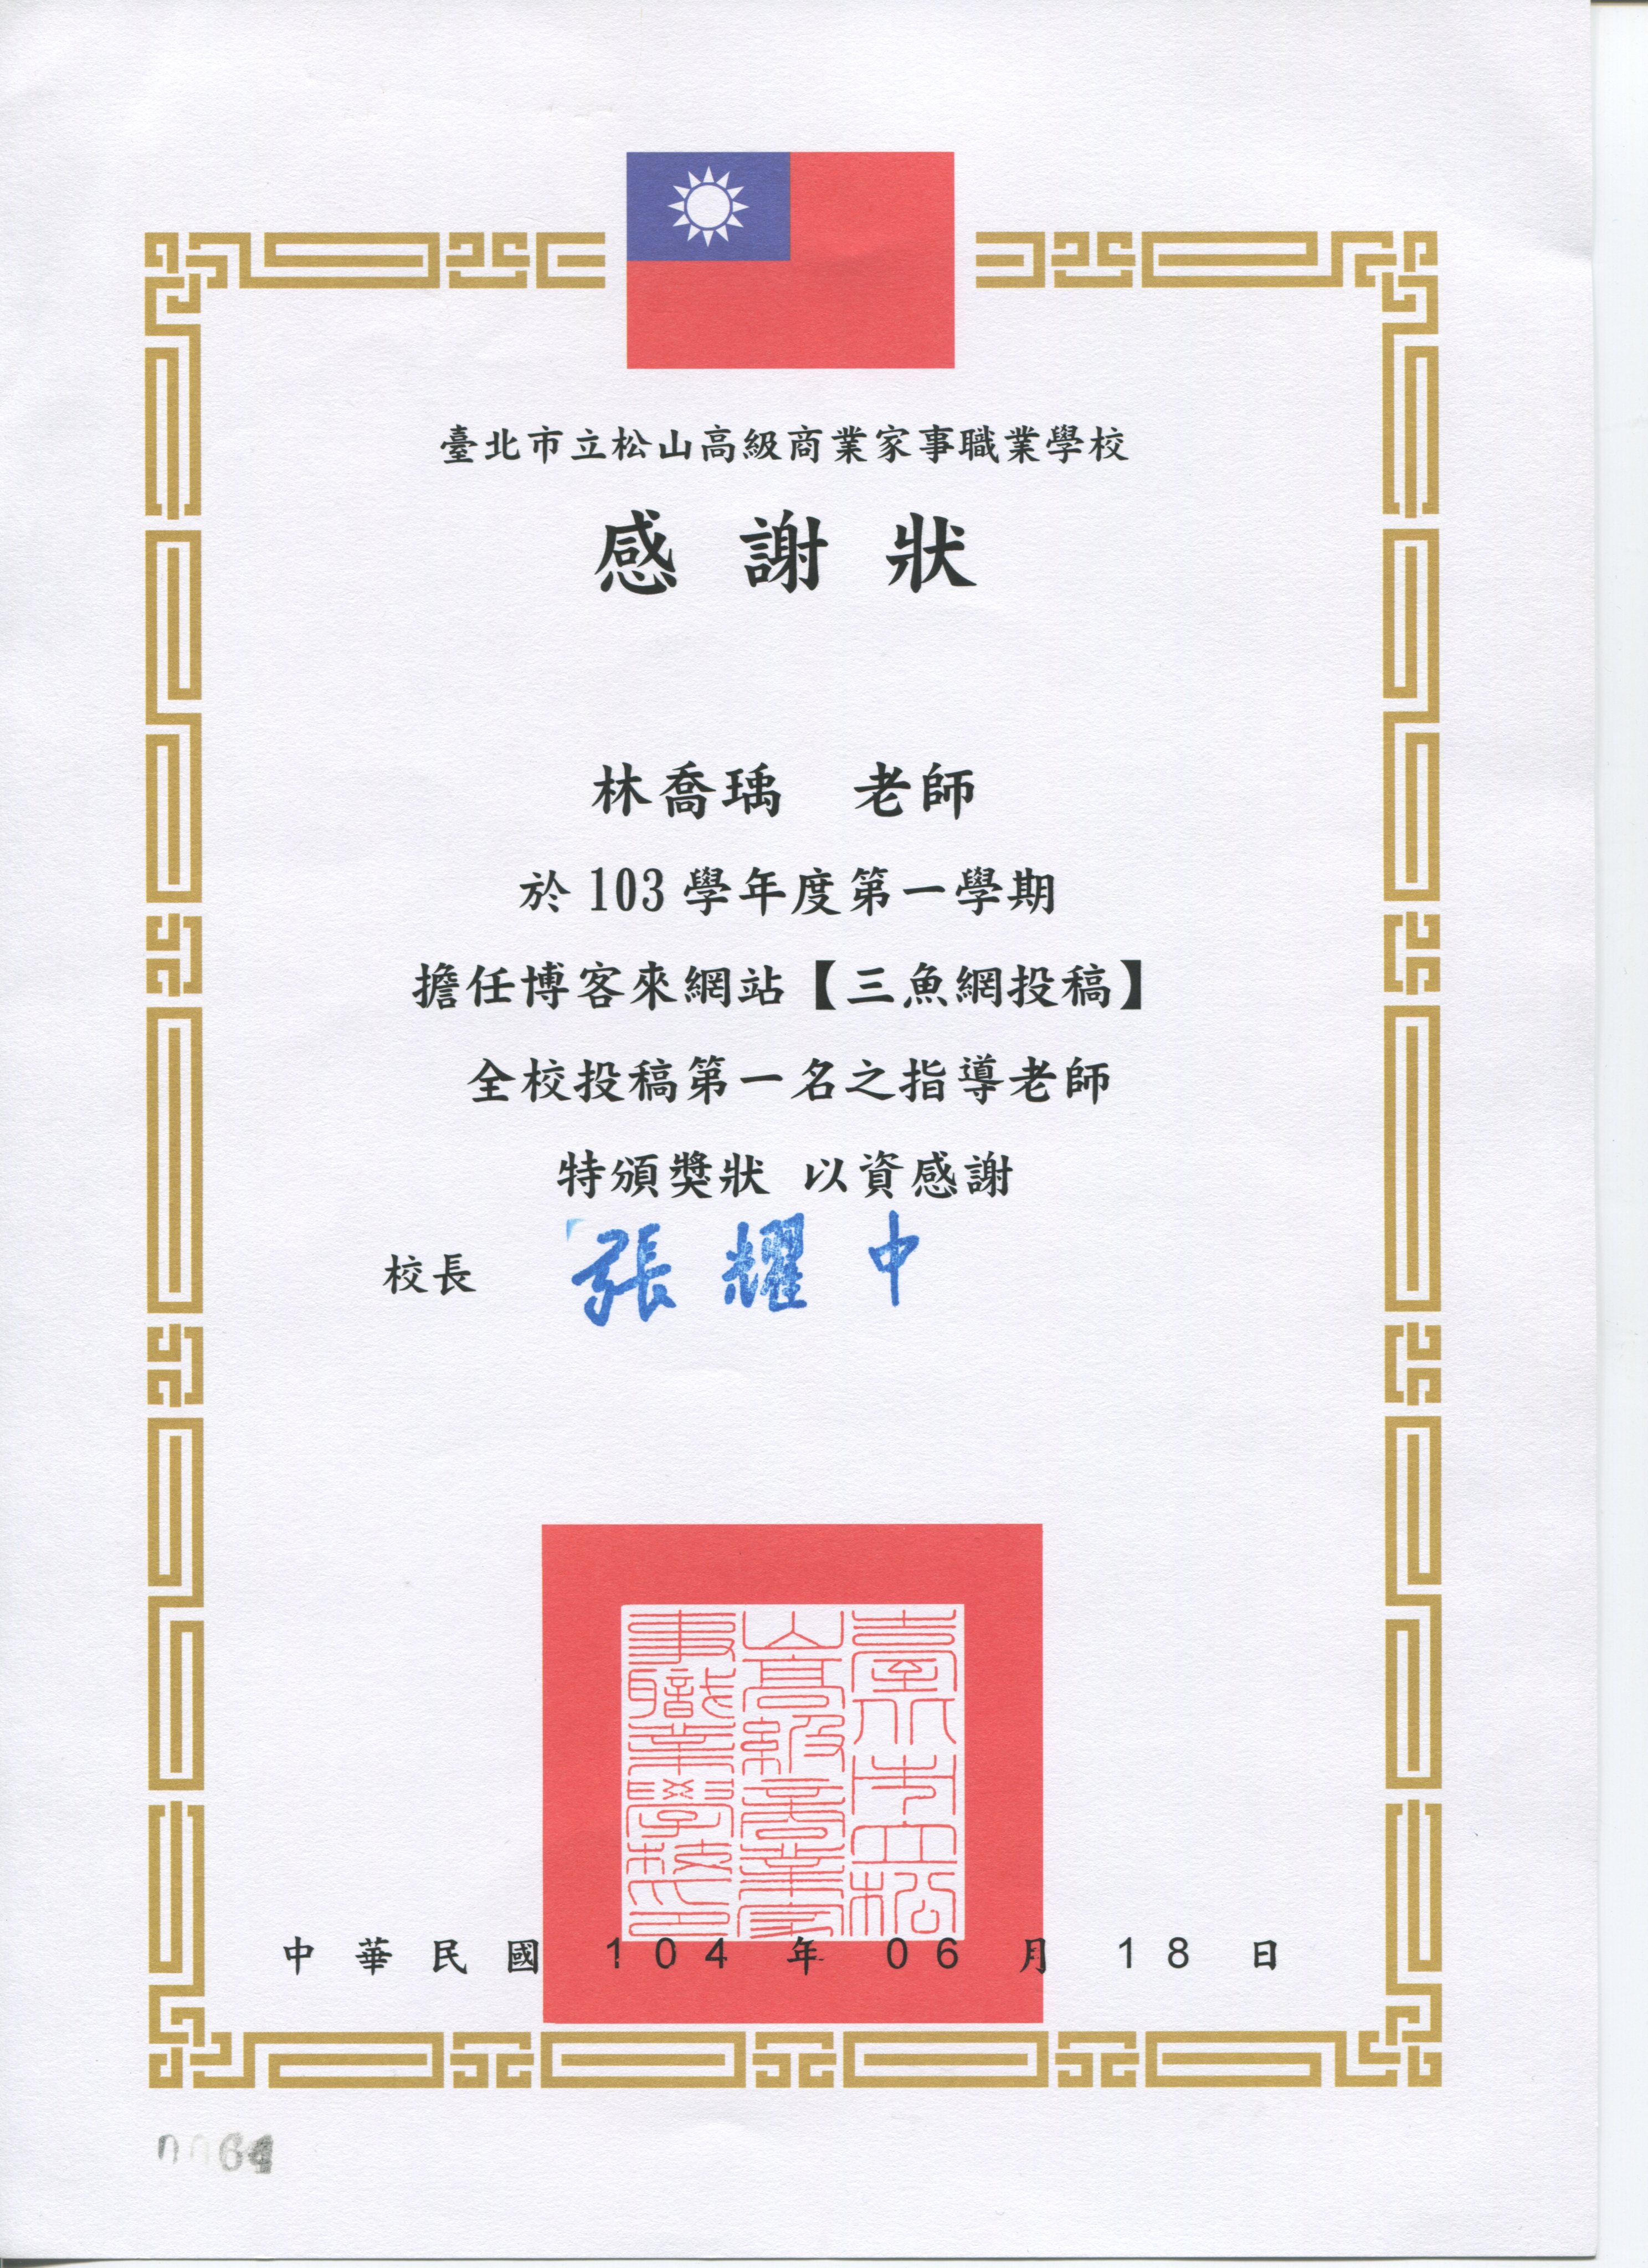 臺北市立松山高級商業家事職業學校
感謝狀
林喬瑀 老師
於103學年度第一學期
擔任博客來網站【三魚網投稿】
全校投稿第一名之指導老師
特頒獎狀 以資感謝
校長 張耀中
臺北市立松
山高級商業家
事職業學校印
中華民國 104 年 06 月 18 日